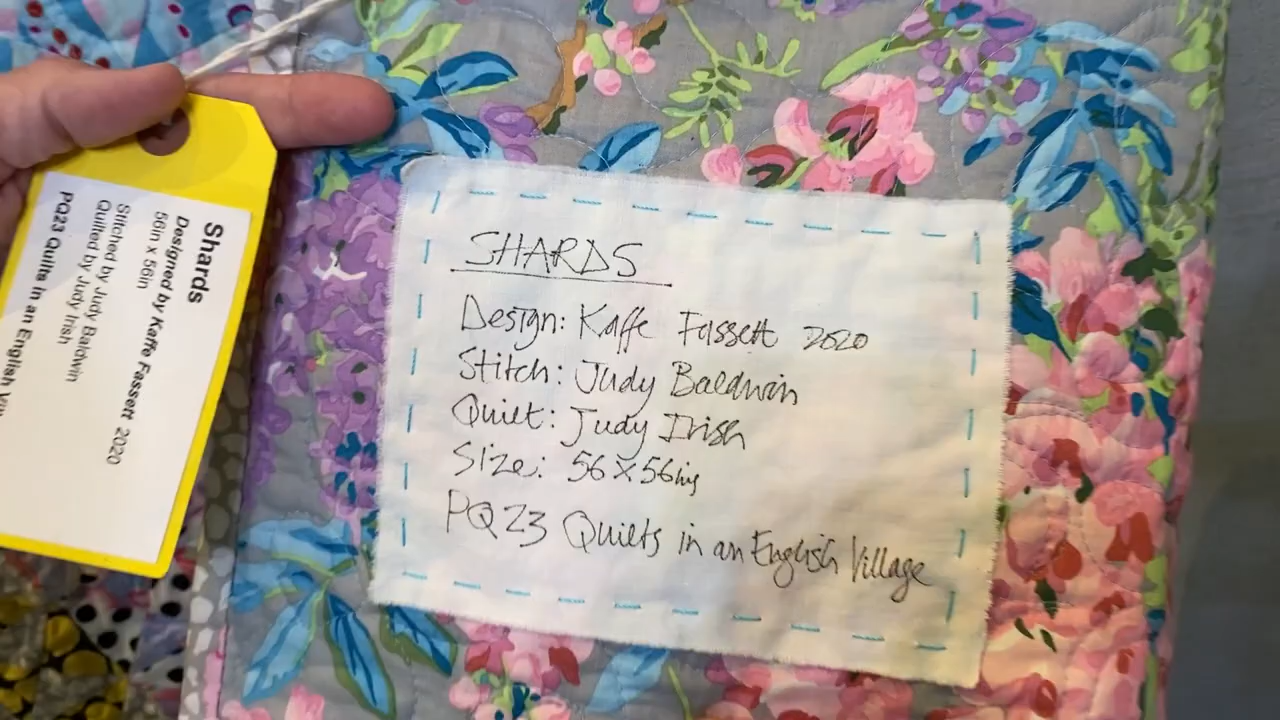 Shards
Designed by Kaffe Fassett 2020
56in x 56in
Stitched by Judy Baldwin
Quilted by Judy Irish
PQ23 Quilts in an English
SHARDS
Design: Kaffe Fassett 2020
Stitch: Judy Baldwin
Quilt: Judy Irish
Size: 56 x 56ins
PQ 23 Quilts in an English Village